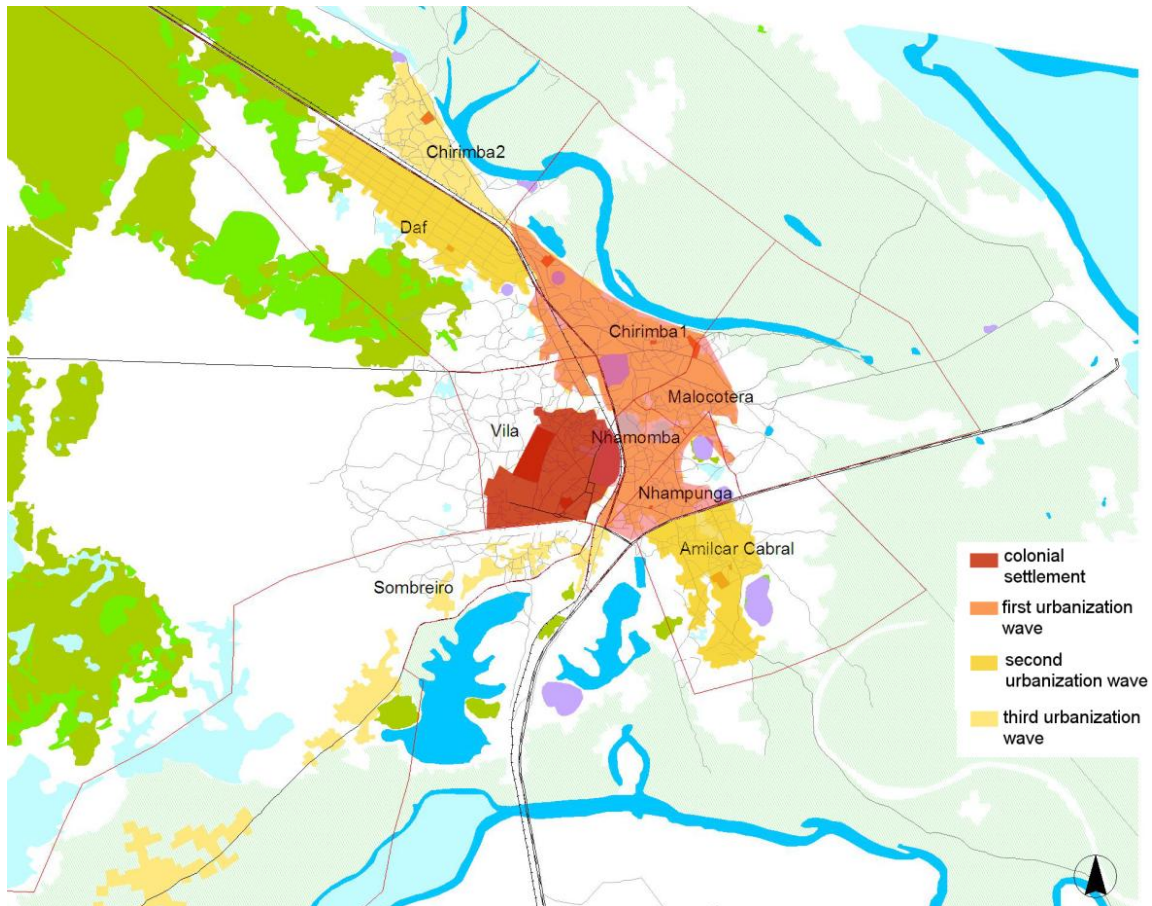 Chirimba2
Daf
Chirimba1
Malocotera
Vila
Nhamomba
Nhampunga
Amilcar Cabral
Sombreiro
colonial
settlement
first urbanization
wave
second
urbanization wave
third urbanization
wave